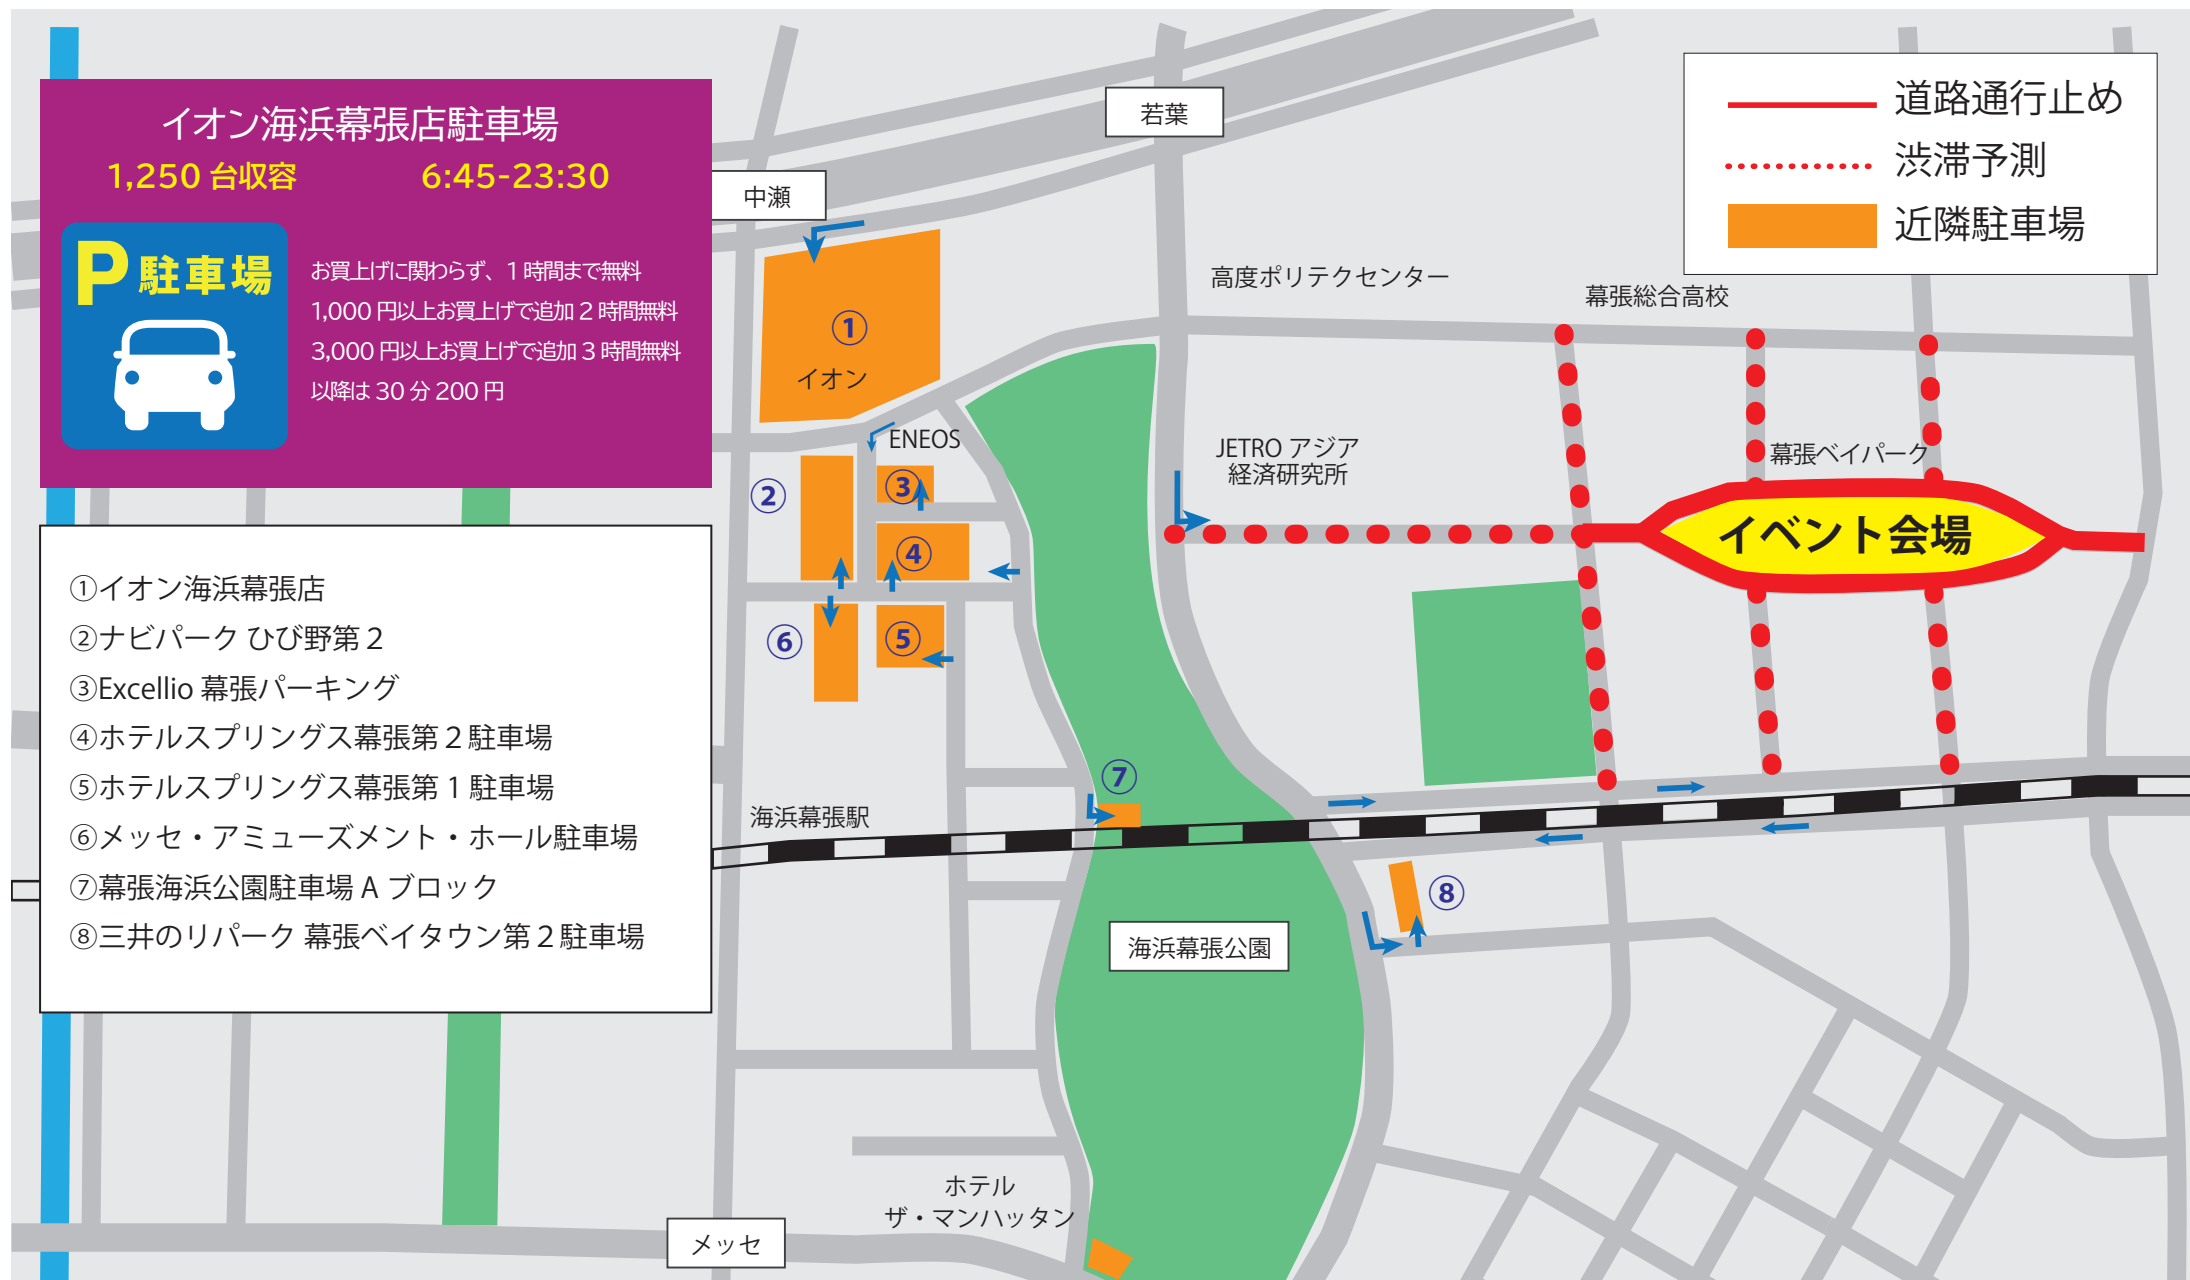 イオン海浜幕張店駐車場
1,250 台収容 6:45-23:30
P 駐車場
お買上げに関わらず、1 時間まで無料
1,000 円以上お買上げで追加 2 時間無料
3,000 円以上お買上げで追加 3 時間無料
以降は 30 分 200 円
①イオン海浜幕張店
②ナビパーク ひび野第 2
③Excellio 幕張パーキング
④ホテルスプリングス幕張第 2 駐車場
⑤ホテルスプリングス幕張第 1 駐車場
⑥メッセ・アミューズメント・ホール駐車場
⑦幕張海浜公園駐車場 A ブロック
⑧三井のリパーク 幕張ベイタウン第 2 駐車場
道路通行止め
渋滞予測
近隣駐車場
若葉
中瀬
高度ポリテクセンター
幕張総合高校
①
イオン
ENEOS
JETRO アジア
経済研究所
幕張ベイパーク
イベント会場
②
③
④
⑤
⑥
⑦
海浜幕張駅
⑧
海浜幕張公園
ホテル
ザ・マンハッタン
メッセ